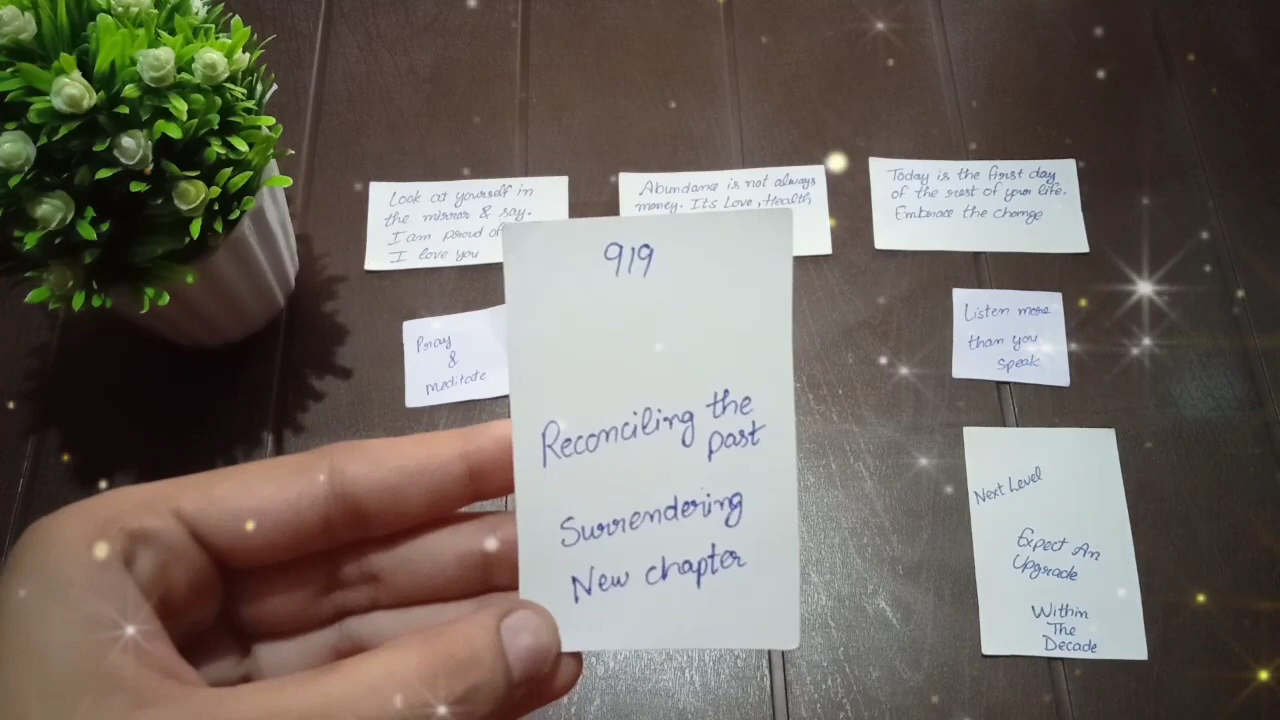 Look at yourself in
the mirror & say.
I am proud of
I love you
Abundance is not always
money. Its Love, Health
Today is the first day
of the rest of your life.
Embrace the change
Pray
&
Meditate
919
Reconciling the
past
Surrendering
New chapter
Listen more
than you
speak
Next Level
Expect An
Upgrade
Within
The
Decade